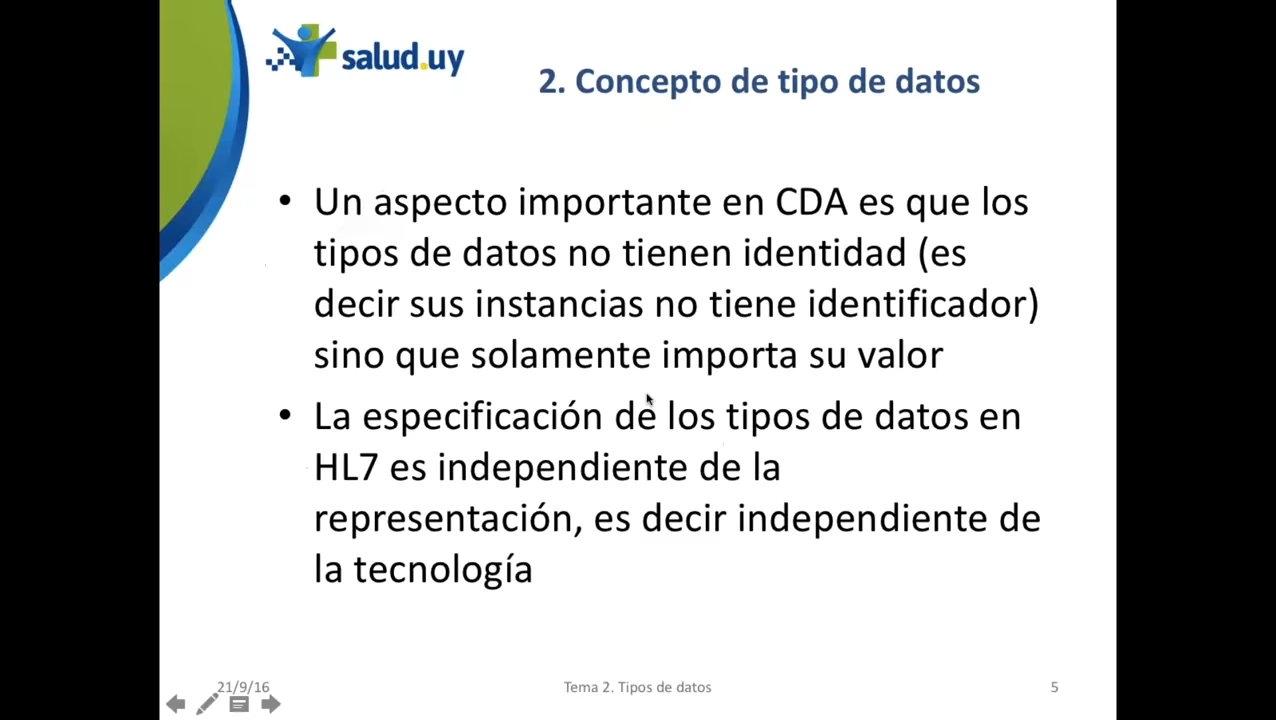 salud.uy
2. Concepto de tipo de datos
• Un aspecto importante en CDA es que los
tipos de datos no tienen identidad (es
decir sus instancias no tiene identificador)
sino que solamente importa su valor
• La especificación de los tipos de datos en
HL7 es independiente de la
representación, es decir independiente de
la tecnología
21/9/16
Tema 2. Tipos de datos
5